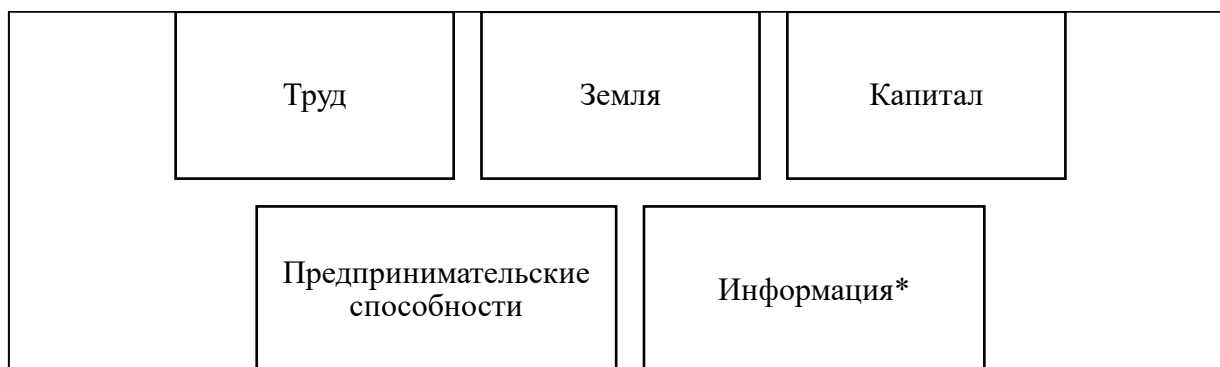 Труд
Земля
Капитал
Предпринимательские
способности
Информация*